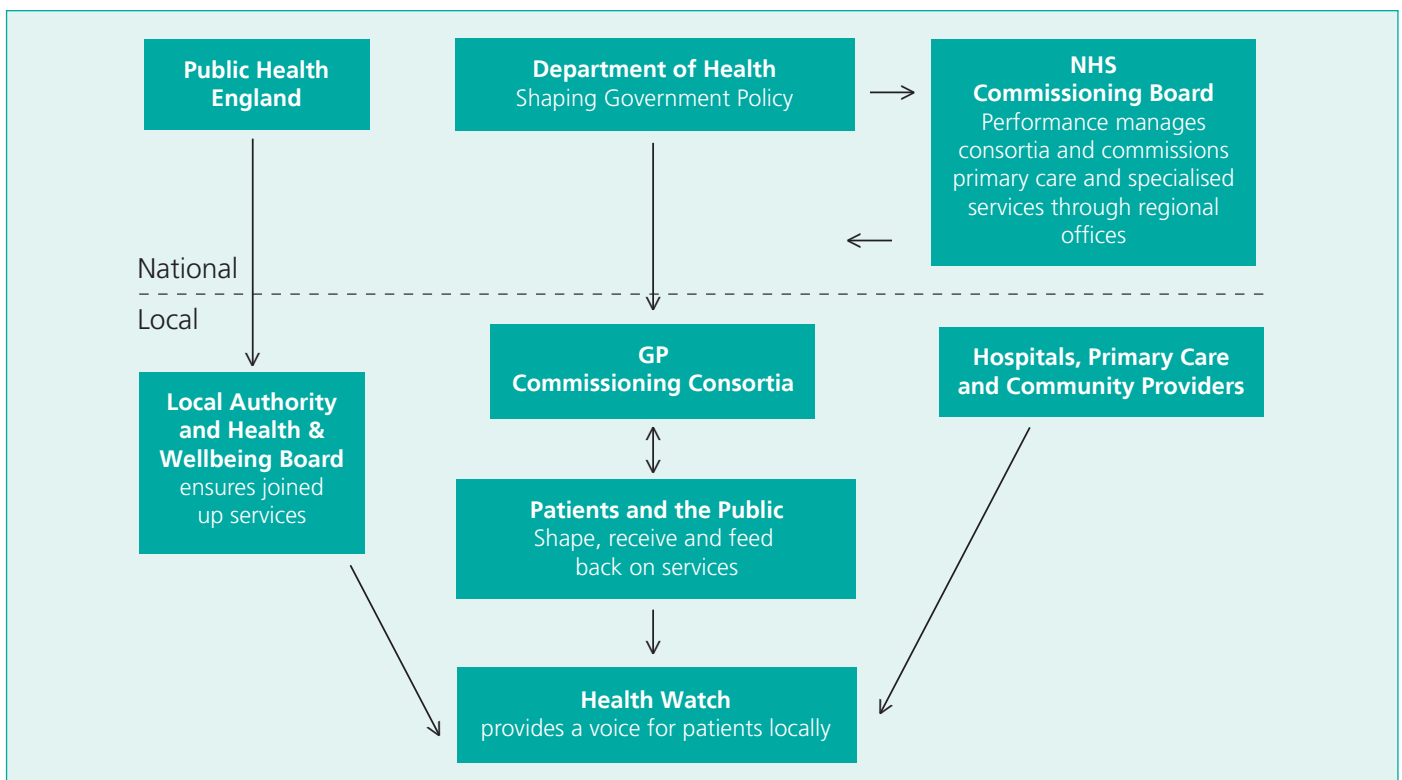 Public Health
England
Department of Health
Shaping Government Policy
NHS
Commissioning Board
Performance manages
consortia and commissions
primary care and specialised
services through regional
offices
National
Local
Local Authority
and Health &
Wellbeing Board
ensures joined
up services
GP
Commissioning Consortia
Hospitals, Primary Care
and Community Providers
Patients and the Public
Shape, receive and feed
back on services
Health Watch
provides a voice for patients locally